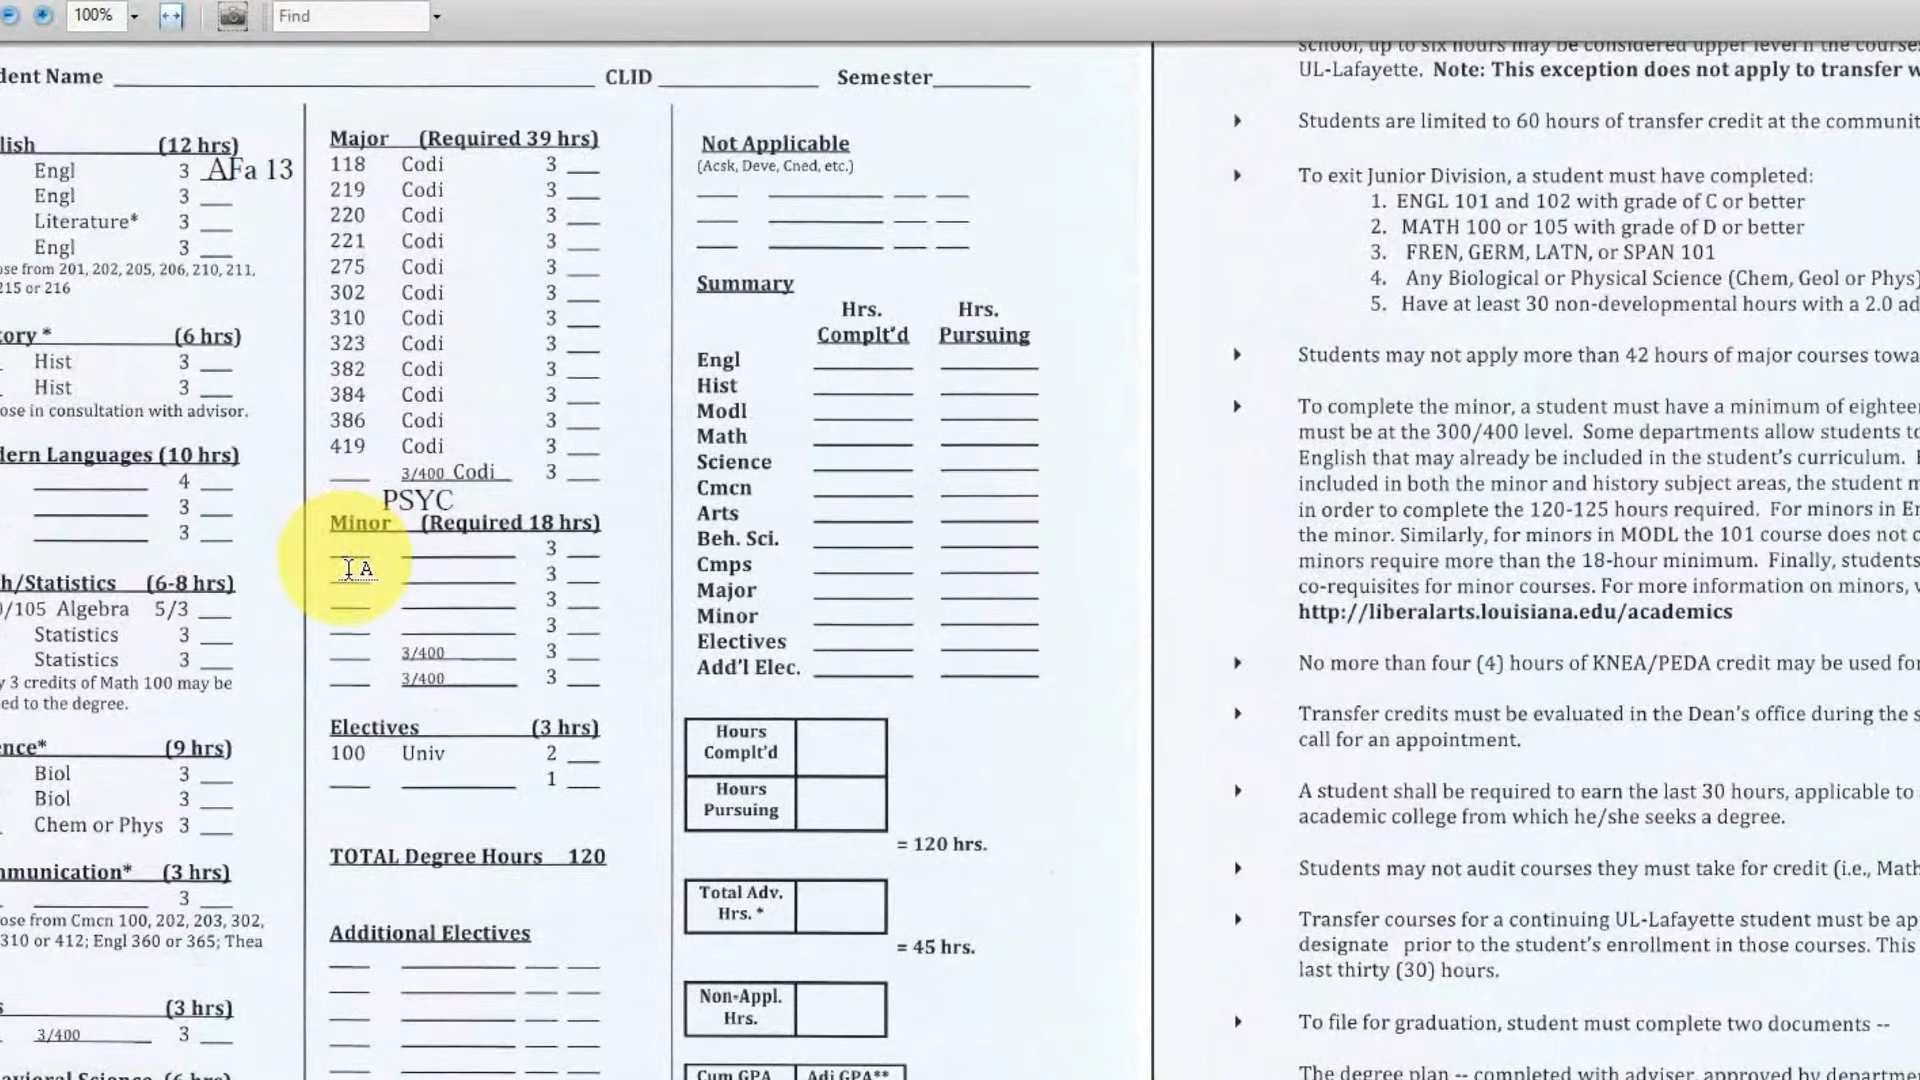 100%
Find
dent Name CLID Semester
lish (12 hrs)
Engl 3 AFa 13
Engl 3
Literature* 3
Engl 3
ose from 201, 202, 205, 206, 210, 211,
215 or 216
tory * (6 hrs)
Hist 3
Hist 3
ose in consultation with advisor.
dern Languages (10 hrs)
4
3
3
h/Statistics (6-8 hrs)
0/105 Algebra 5/3
Statistics 3
Statistics 3
y 3 credits of Math 100 may be
ed to the degree.
ence* (9 hrs)
Biol 3
Biol 3
Chem or Phys 3
mmunication* (3 hrs)
3
ose from Cmcn 100, 202, 203, 302,
310 or 412; Engl 360 or 365; Thea
s (3 hrs)
3/400 3
Major (Required 39 hrs)
118 Codi 3
219 Codi 3
220 Codi 3
221 Codi 3
275 Codi 3
302 Codi 3
310 Codi 3
323 Codi 3
382 Codi 3
384 Codi 3
386 Codi 3
419 Codi 3
3/400 Codi 3
PSYC
Minor (Required 18 hrs)
3
A 3
3
3
3/400 3
3/400 3
Electives (3 hrs)
100 Univ 2
1
TOTAL Degree Hours 120
Additional Electives
Not Applicable
(Acsk, Deve, Cned, etc.)
Summary
Hrs. Hrs.
Complt'd Pursuing
Engl
Hist
Modl
Math
Science
Cmcn
Arts
Beh. Sci.
Cmps
Major
Minor
Electives
Add'l Elec.
Hours
Complt'd
Hours
Pursuing
= 120 hrs.
Total Adv.
Hrs. *
= 45 hrs.
Non-Appl.
Hrs.
Cum GPA Adj GPA**
school, up to six hours may be considered upper level if the course
UL-Lafayette. Note: This exception does not apply to transfer w
Students are limited to 60 hours of transfer credit at the communit
To exit Junior Division, a student must have completed:
1. ENGL 101 and 102 with grade of C or better
2. MATH 100 or 105 with grade of D or better
3. FREN, GERM, LATN, or SPAN 101
4. Any Biological or Physical Science (Chem, Geol or Phys)
5. Have at least 30 non-developmental hours with a 2.0 ad
Students may not apply more than 42 hours of major courses towa
To complete the minor, a student must have a minimum of eighteen
must be at the 300/400 level. Some departments allow students to
English that may already be included in the student's curriculum.
included in both the minor and history subject areas, the student m
in order to complete the 120-125 hours required. For minors in En
the minor. Similarly, for minors in MODL the 101 course does not c
minors require more than the 18-hour minimum. Finally, students
co-requisites for minor courses. For more information on minors, v
http://liberalarts.louisiana.edu/academics
No more than four (4) hours of KNEA/PEDA credit may be used for
Transfer credits must be evaluated in the Dean's office during the s
call for an appointment.
A student shall be required to earn the last 30 hours, applicable to
academic college from which he/she seeks a degree.
Students may not audit courses they must take for credit (i.e., Math
Transfer courses for a continuing UL-Lafayette student must be ap
designate prior to the student's enrollment in those courses. This
last thirty (30) hours.
To file for graduation, student must complete two documents --
The degree plan -- completed with adviser, approved by departme